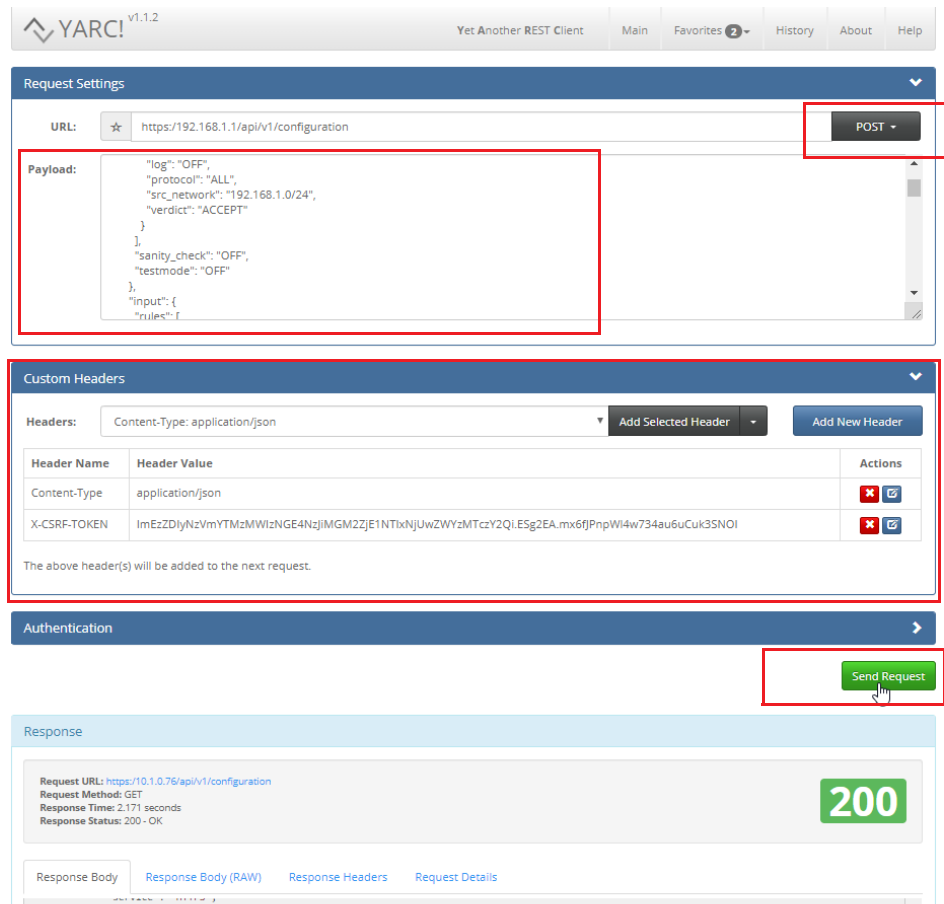 YARC! v1.1.2
Yet Another REST Client Main Favorites 2 History About Help
Request Settings
URL: https:/192.168.1.1/api/v1/configuration POST
Payload:
"log": "OFF",
"protocol": "ALL",
"src_network": "192.168.1.0/24",
"verdict": "ACCEPT"
}
],
"sanity_check": "OFF",
"testmode": "OFF"
},
"input": {
"rules": [
Custom Headers
Headers: Content-Type: application/json Add Selected Header Add New Header
Header Name Header Value Actions
Content-Type application/json
X-CSRF-TOKEN ImEzZDIyNzVmYTMzMWIzNGE4NzJiMGM2ZjE1NTIxNjUwZWYzMTczY2Qi.ESg2EA.mx6fJPnpWi4w734au6uCuk3SNOI
The above header(s) will be added to the next request.
Authentication
Send Request
Response
Request URL: https:/10.1.0.76/api/v1/configuration
Request Method: GET
Response Time: 2.171 seconds
Response Status: 200 - OK
200
Response Body Response Body (RAW) Response Headers Request Details